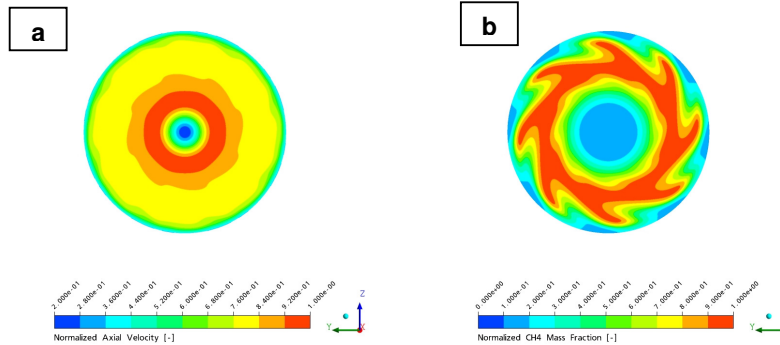 a
b
2.000e-01 2.800e-01 3.600e-01 4.400e-01 5.200e-01 6.000e-01 6.800e-01 7.600e-01 8.400e-01 9.200e-01 1.000e+00
Z
Y X
Normalized Axial Velocity [-]
0.000e+00 1.000e-01 2.000e-01 3.000e-01 4.000e-01 5.000e-01 6.000e-01 7.000e-01 8.000e-01 9.000e-01 1.000e+00
Y
Normalized CH4 Mass Fraction [-]